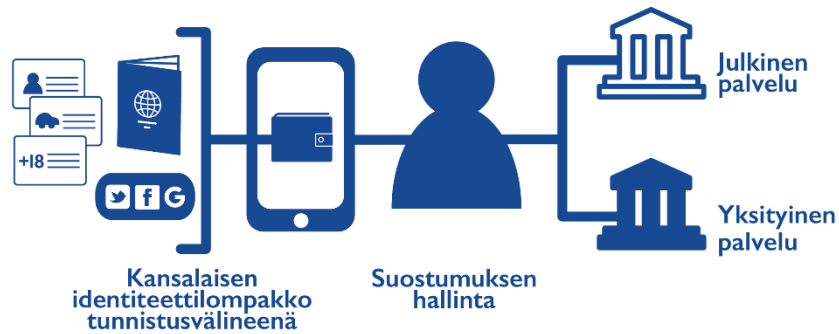 +18
f G
Kansalaisen
identiteettilompakko
tunnistusvälineenä
Suostumuksen
hallinta
Julkinen
palvelu
Yksityinen
palvelu